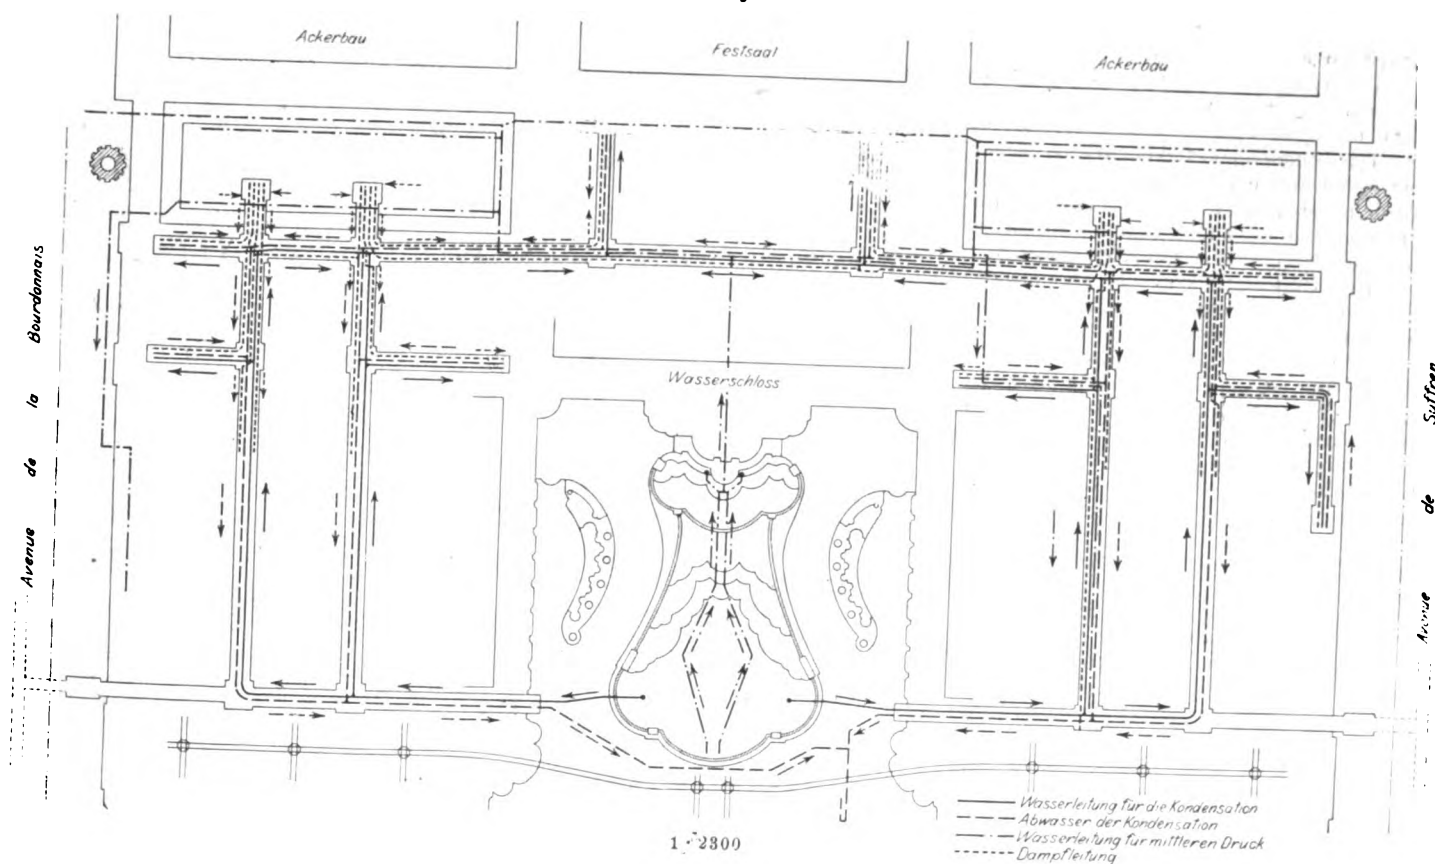 Ackerbau
Festsaal
Ackerbau
Avenue de la Bourdonnais
Wasserschloss
Avenue de Suffren
Wasserleitung für die Kondensation
Abwasser der Kondensation
Wasserleitung für mittleren Druck
Dampfleitung
1 : 2300